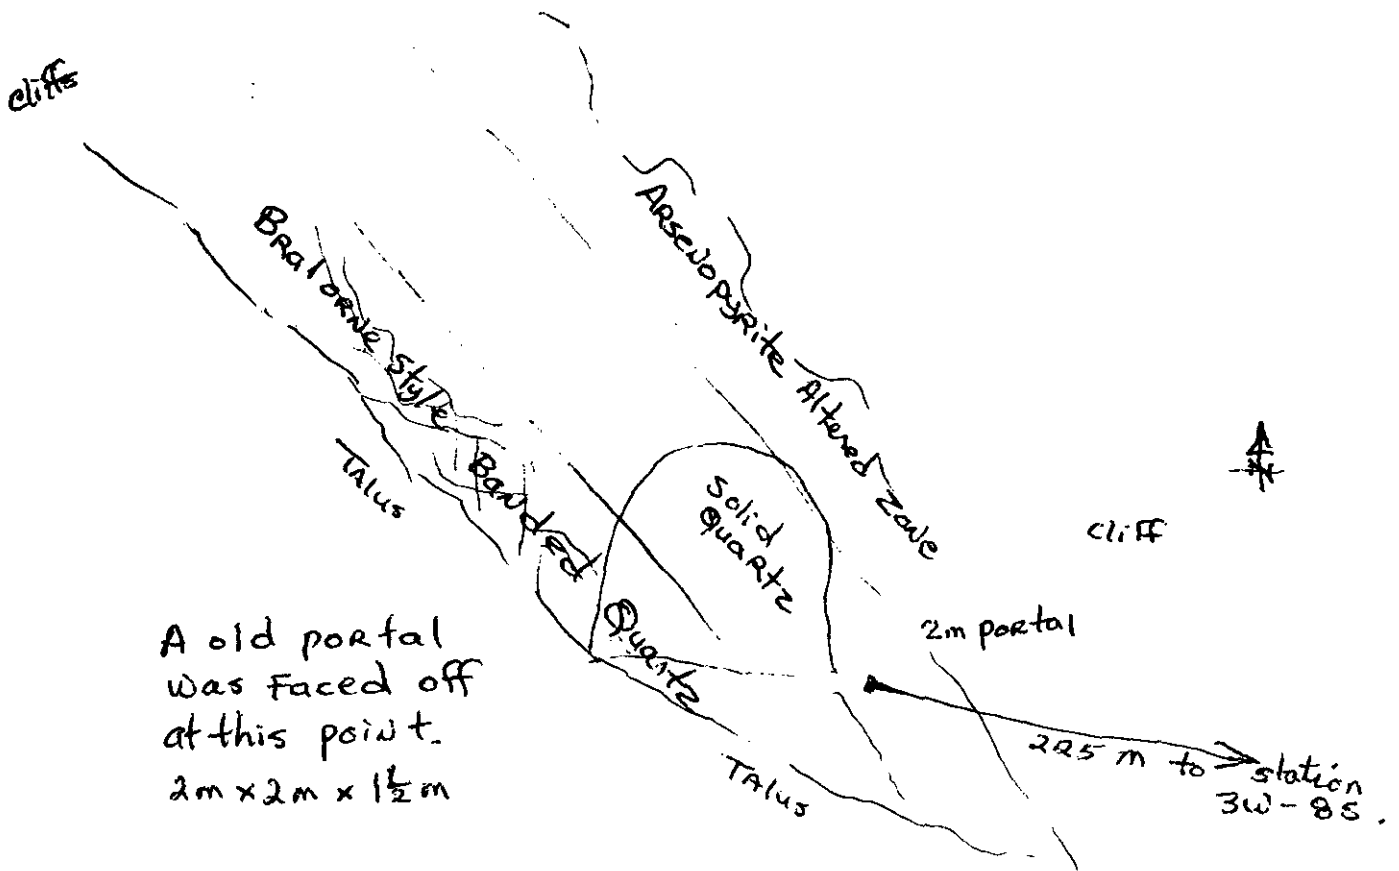 cliffs
Bralorne Style Banded Quartz
Arsenopyrite Altered Zone
TAlus
Solid
Quartz
N
cliff
2m portal
A old portal
was Faced off
at this point.
2m x 2m x 1½ m
TAlus
225 m to
station
3W-8S.